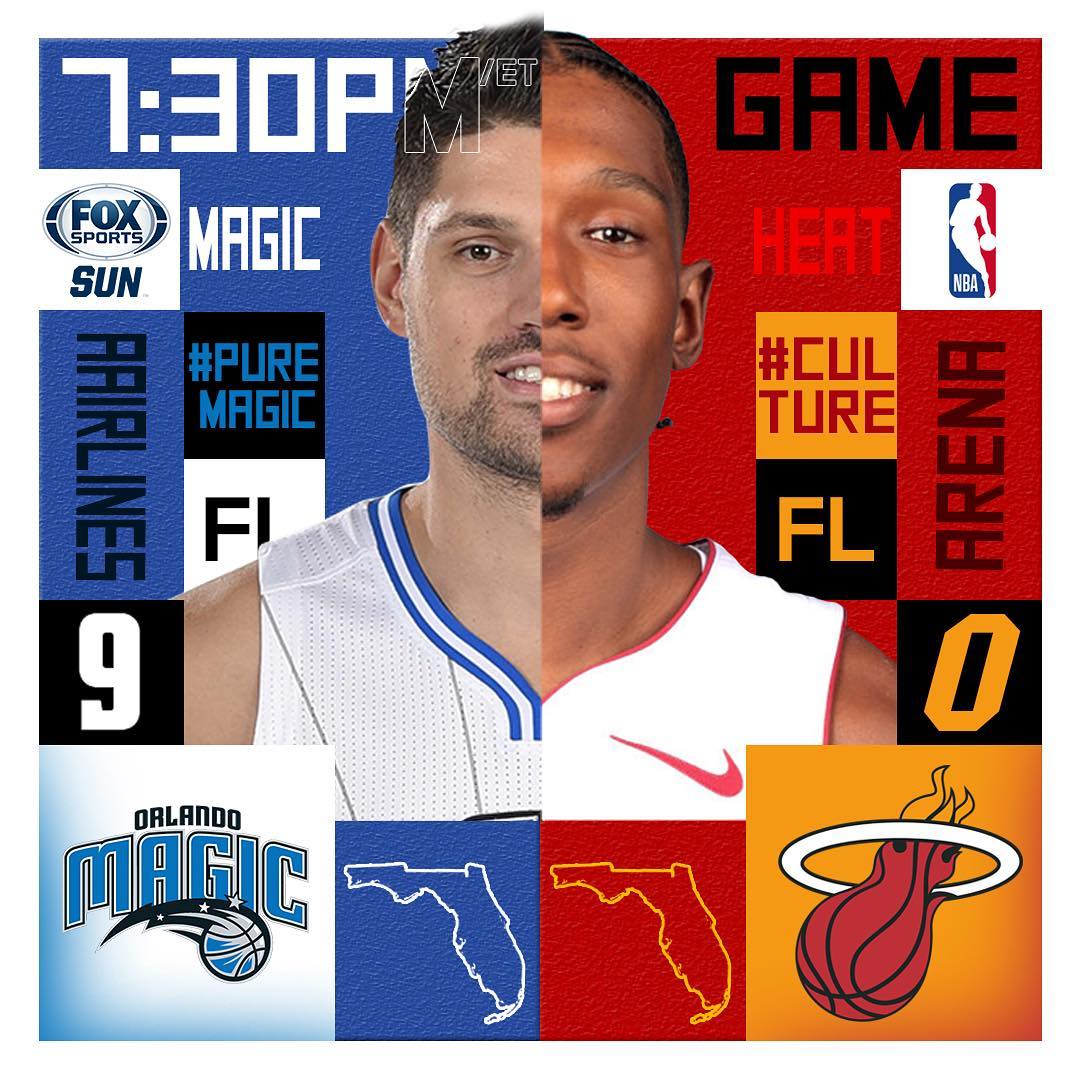 7:30PM/ET
GAME
FOX
SPORTS
SUN
MAGIC
HEAT
NBA
AAIRLINES
#PURE
MAGIC
#CUL
TURE
ARENA
FL
FL
9
0
ORLANDO
MAGIC